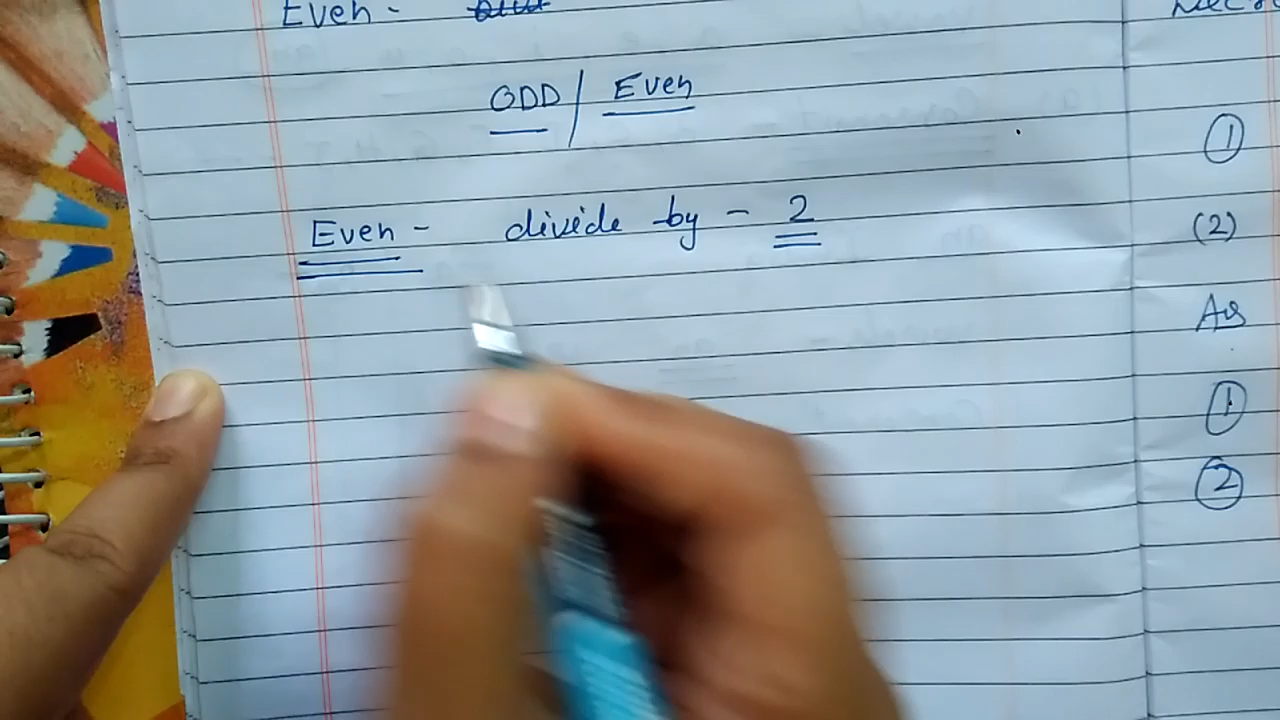 Even -
ODD / Even
Even - divide by - 2
①
(2)
As
①
②